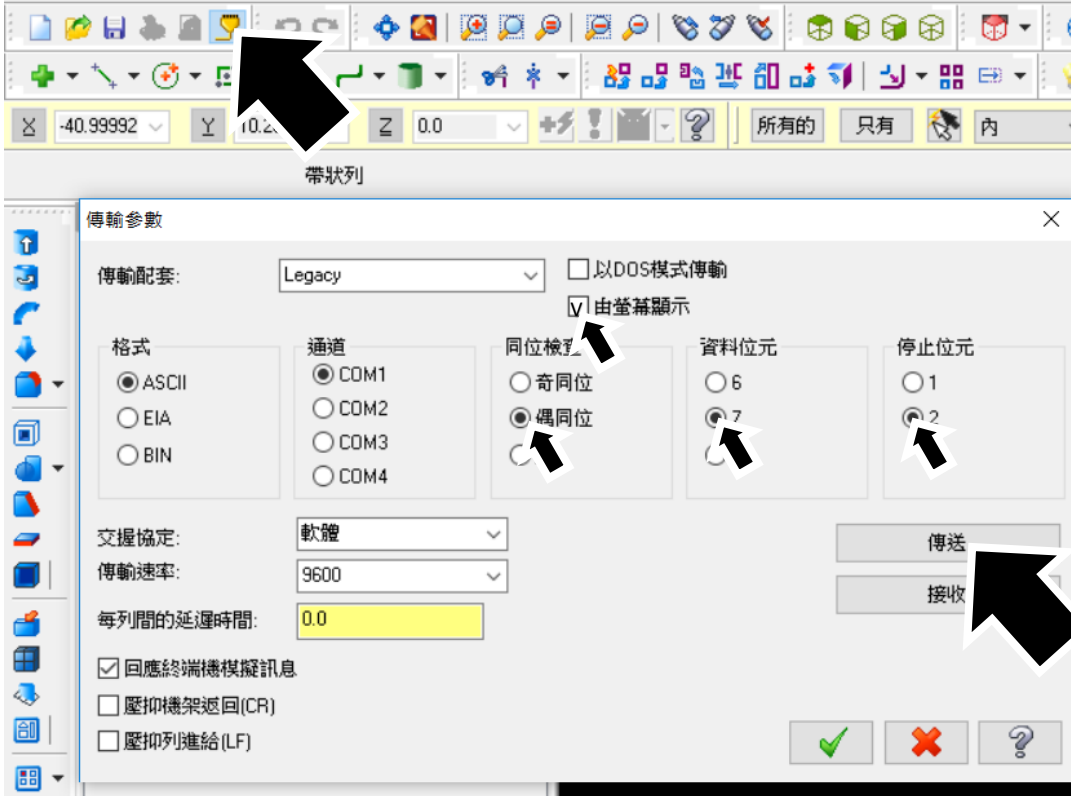 X -40.99992 Y 10.2 Z 0.0 所有的 只有 內
帶狀列
傳輸參數
傳輸配套: Legacy 以DOS模式傳輸
V 由螢幕顯示
格式 通道 同位檢查 資料位元 停止位元
ASCII COM1 奇同位 6 1
EIA COM2 偶同位 7 2
BIN COM3
COM4
交握協定: 軟體
傳送
傳輸速率: 9600
接收
每列間的延遲時間: 0.0
回應終端機模擬訊息
壓抑機架返回(CR)
壓抑列進給(LF)